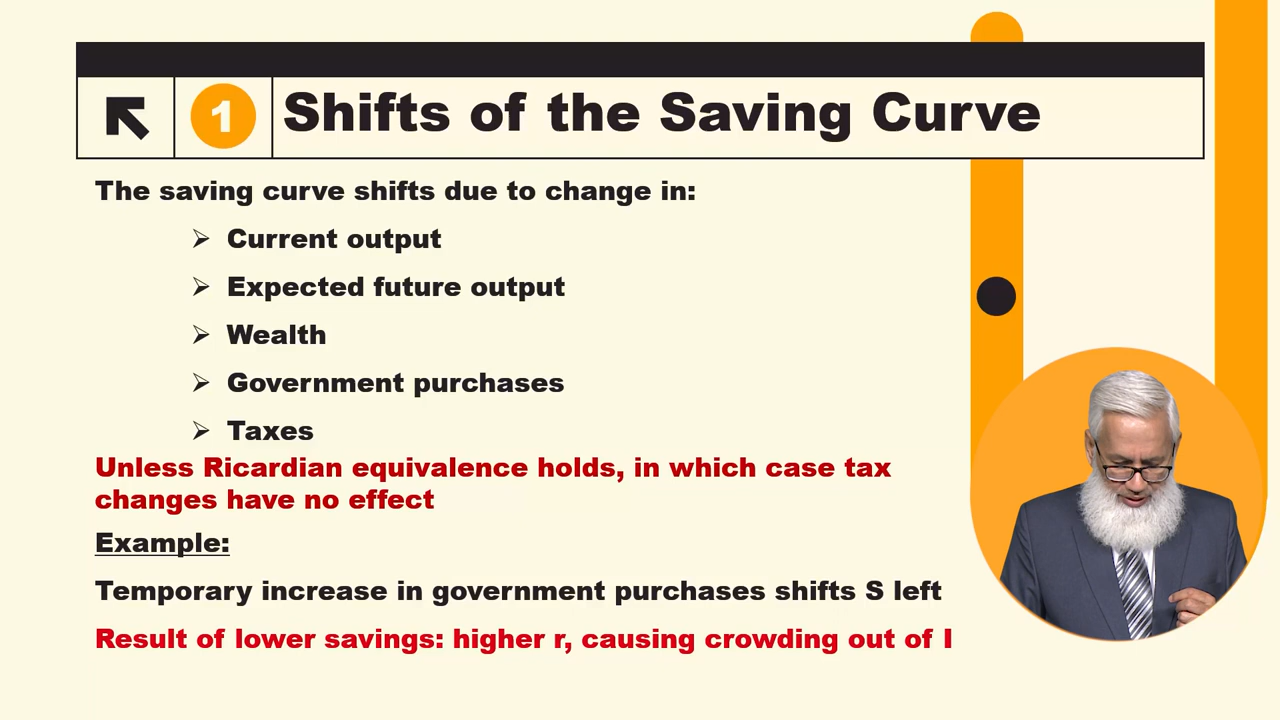 1 Shifts of the Saving Curve
The saving curve shifts due to change in:
➢ Current output
➢ Expected future output
➢ Wealth
➢ Government purchases
➢ Taxes
Unless Ricardian equivalence holds, in which case tax
changes have no effect
Example:
Temporary increase in government purchases shifts S left
Result of lower savings: higher r, causing crowding out of I